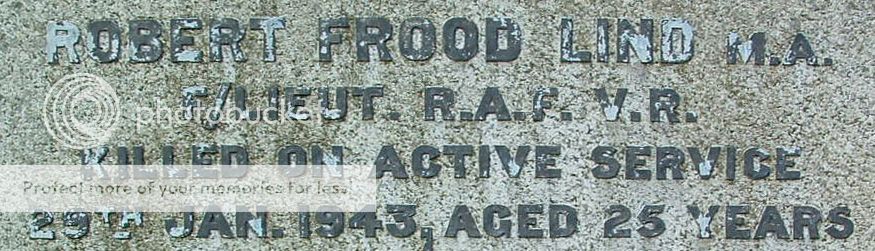 ROBERT FROOD LIND M.A.
F/LIEUT. R.A.F. V.R.
photobucket
KILLED ON ACTIVE SERVICE
Protect more of your memories for less!
29TH JAN. 1943, AGED 25 YEARS